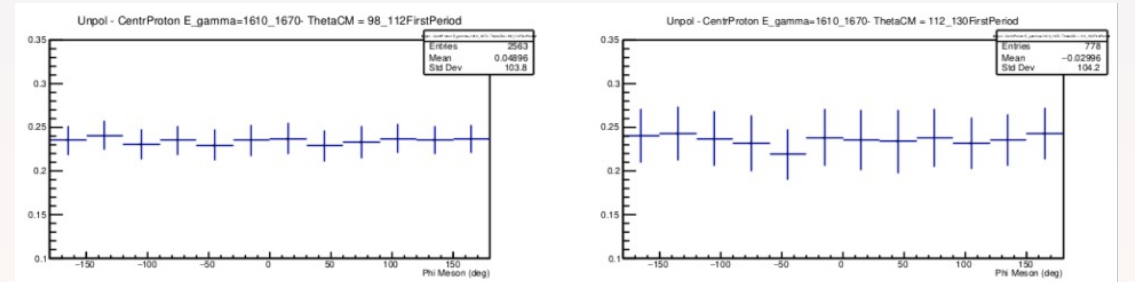 Unpol - CentrProton E_gamma=1610_1670- ThetaCM = 98_112FirstPeriod
Entries 2563
Mean 0.04896
Std Dev 103.8
0.35
0.3
0.25
0.2
0.15
0.1
−150 −100 −50 0 50 100 150
Phi Meson (deg)
Unpol - CentrProton E_gamma=1610_1670- ThetaCM = 112_130FirstPeriod
Entries 778
Mean −0.02996
Std Dev 104.2
0.35
0.3
0.25
0.2
0.15
0.1
−150 −100 −50 0 50 100 150
Phi Meson (deg)